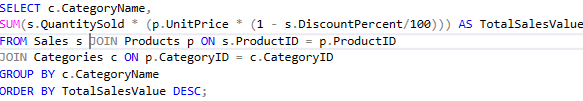 SELECT c.CategoryName,
SUM(s.QuantitySold * (p.UnitPrice * (1 - s.DiscountPercent/100))) AS TotalSalesValue
FROM Sales s JOIN Products p ON s.ProductID = p.ProductID
JOIN Categories c ON p.CategoryID = c.CategoryID
GROUP BY c.CategoryName
ORDER BY TotalSalesValue DESC;